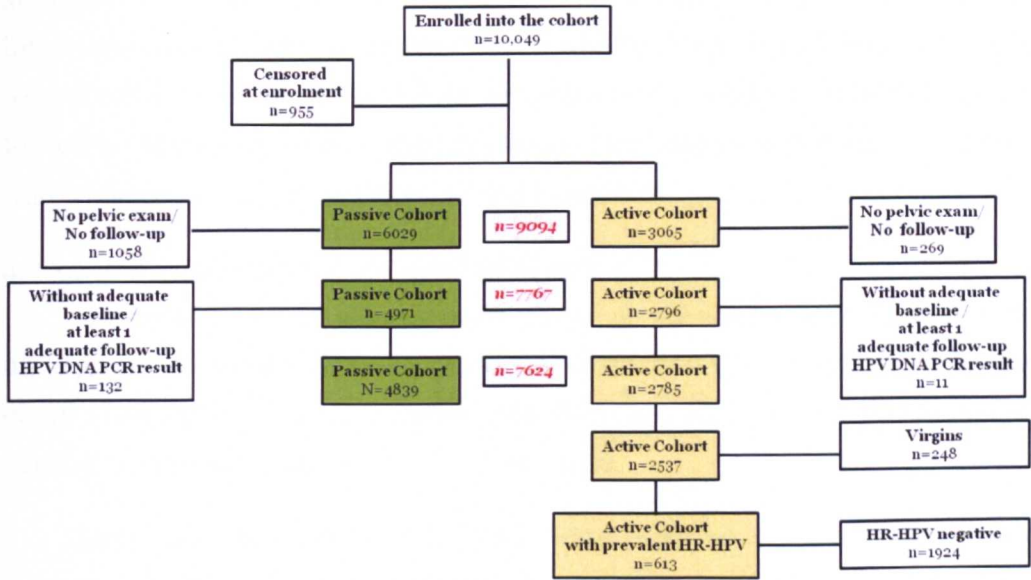 Enrolled into the cohort
n=10,049
Censored
at enrolment
n=955
No pelvic exam/
No follow-up
n=1058
Passive Cohort
n=6029
n=9094
Active Cohort
n=3065
No pelvic exam/
No follow-up
n=269
Without adequate
baseline /
at least 1
adequate follow-up
HPV DNA PCR result
n=132
Passive Cohort
n=4971
n=7767
Active Cohort
n=2796
Without adequate
baseline /
at least 1
adequate follow-up
HPV DNA PCR result
n=11
Passive Cohort
N=4839
n=7624
Active Cohort
n=2785
Active Cohort
n=2537
Virgins
n=248
Active Cohort
with prevalent HR-HPV
n=613
HR-HPV negative
n=1924